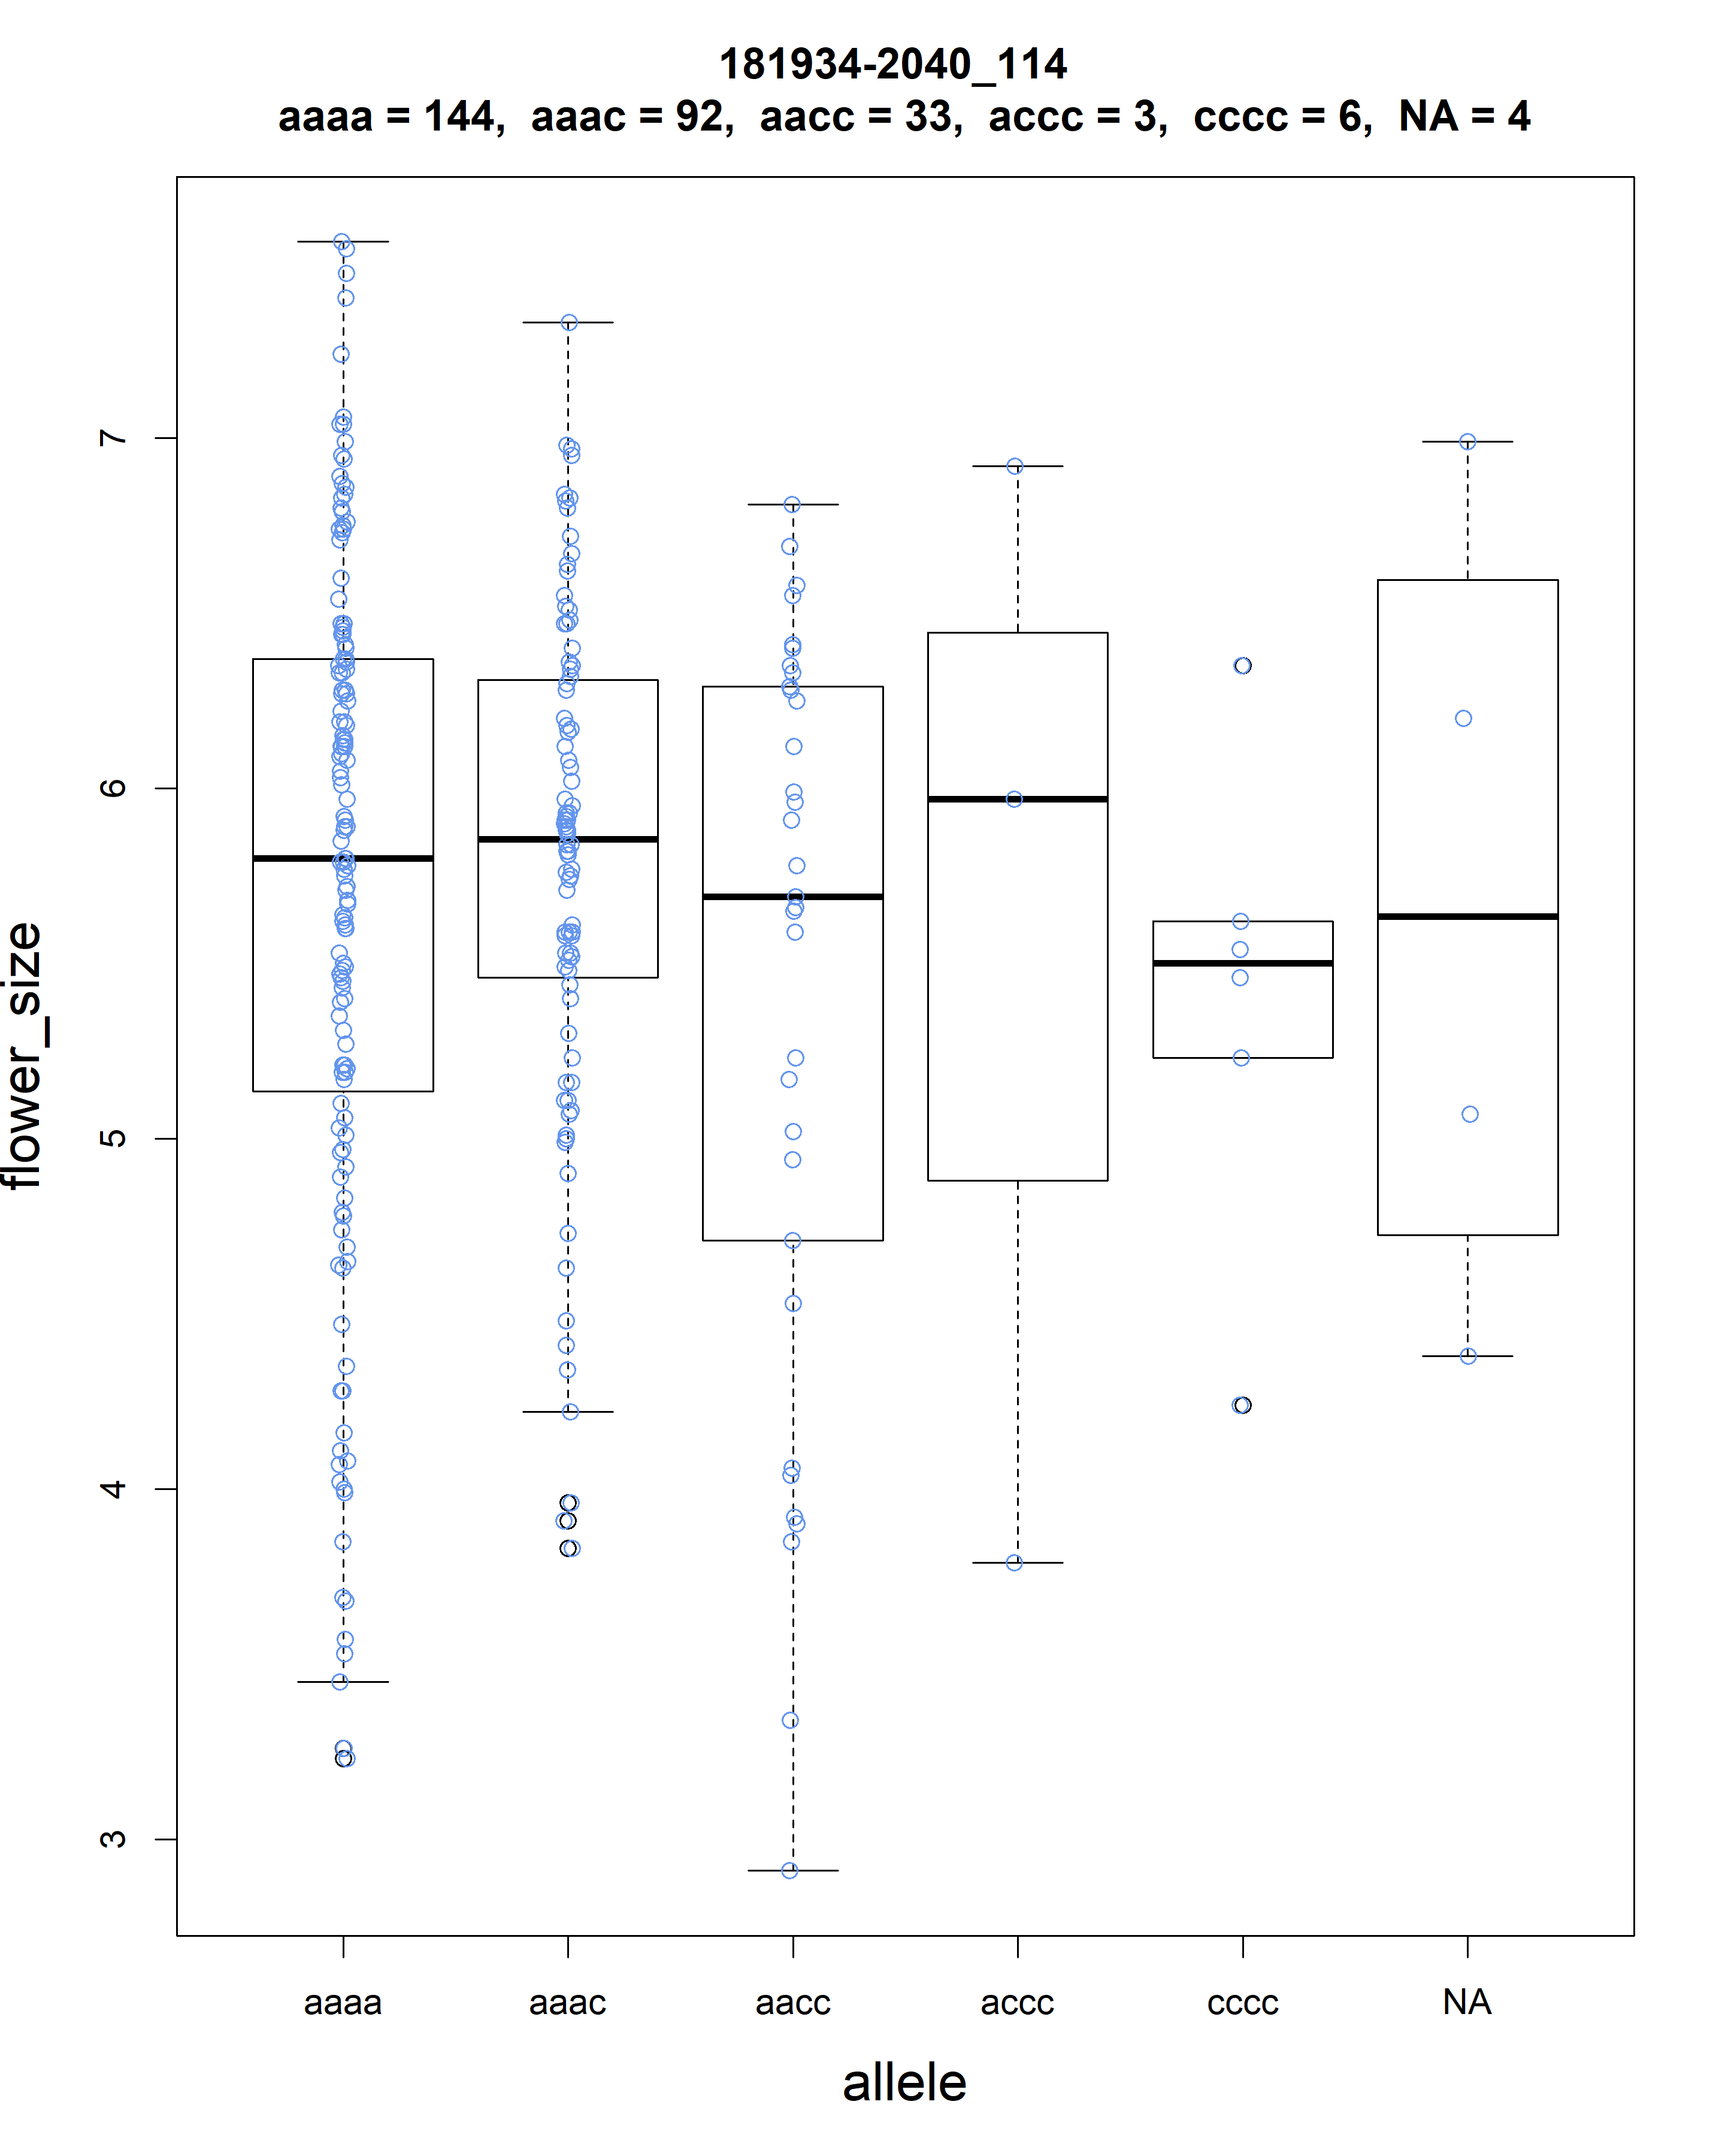 181934-2040_114
aaaa = 144,  aaac = 92,  aacc = 33,  accc = 3,  cccc = 6,  NA = 4
flower_size
7
6
5
4
3
aaaa aaac aacc accc cccc NA
allele